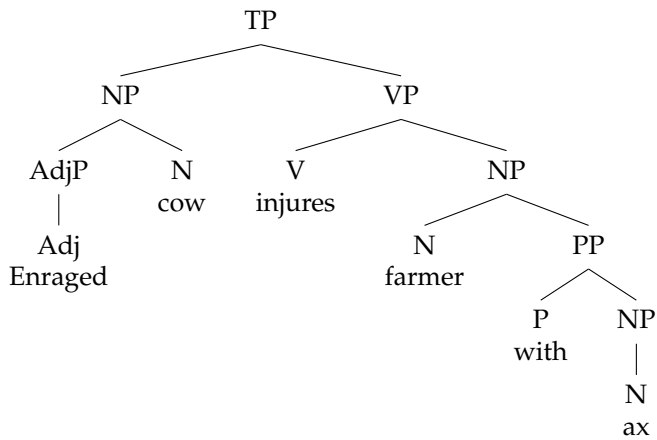 TP
NP VP
AdjP N V NP
cow injures
Adj N PP
Enraged farmer
P NP
with
N
ax